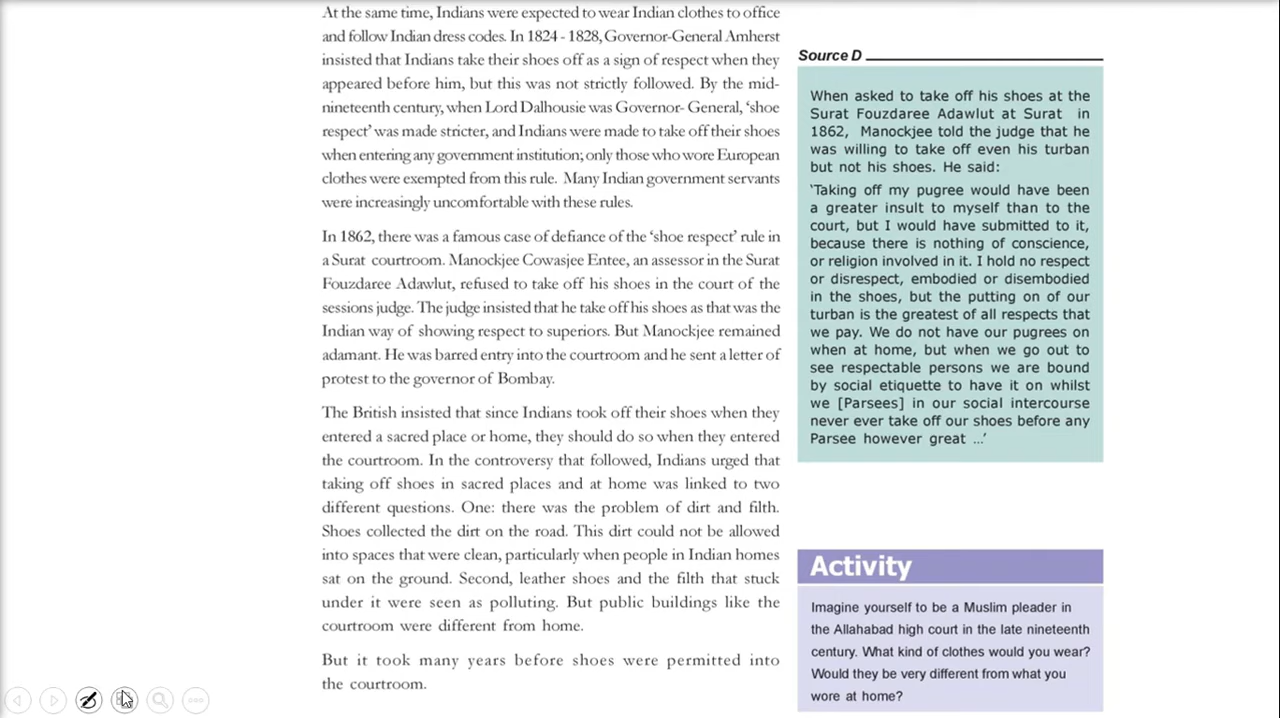 At the same time, Indians were expected to wear Indian clothes to office
and follow Indian dress codes. In 1824 - 1828, Governor-General Amherst
insisted that Indians take their shoes off as a sign of respect when they
appeared before him, but this was not strictly followed. By the mid-
nineteenth century, when Lord Dalhousie was Governor- General, ‘shoe
respect’ was made stricter, and Indians were made to take off their shoes
when entering any government institution; only those who wore European
clothes were exempted from this rule. Many Indian government servants
were increasingly uncomfortable with these rules.
In 1862, there was a famous case of defiance of the ‘shoe respect’ rule in
a Surat courtroom. Manockjee Cowasjee Entee, an assessor in the Surat
Fouzdaree Adawlut, refused to take off his shoes in the court of the
sessions judge. The judge insisted that he take off his shoes as that was the
Indian way of showing respect to superiors. But Manockjee remained
adamant. He was barred entry into the courtroom and he sent a letter of
protest to the governor of Bombay.
The British insisted that since Indians took off their shoes when they
entered a sacred place or home, they should do so when they entered
the courtroom. In the controversy that followed, Indians urged that
taking off shoes in sacred places and at home was linked to two
different questions. One: there was the problem of dirt and filth.
Shoes collected the dirt on the road. This dirt could not be allowed
into spaces that were clean, particularly when people in Indian homes
sat on the ground. Second, leather shoes and the filth that stuck
under it were seen as polluting. But public buildings like the
courtroom were different from home.
But it took many years before shoes were permitted into
the courtroom.
Source D
When asked to take off his shoes at the
Surat Fouzdaree Adawlut at Surat in
1862, Manockjee told the judge that he
was willing to take off even his turban
but not his shoes. He said:
‘Taking off my pugree would have been
a greater insult to myself than to the
court, but I would have submitted to it,
because there is nothing of conscience,
or religion involved in it. I hold no respect
or disrespect, embodied or disembodied
in the shoes, but the putting on of our
turban is the greatest of all respects that
we pay. We do not have our pugrees on
when at home, but when we go out to
see respectable persons we are bound
by social etiquette to have it on whilst
we [Parsees] in our social intercourse
never ever take off our shoes before any
Parsee however great ...’
Activity
Imagine yourself to be a Muslim pleader in
the Allahabad high court in the late nineteenth
century. What kind of clothes would you wear?
Would they be very different from what you
wore at home?